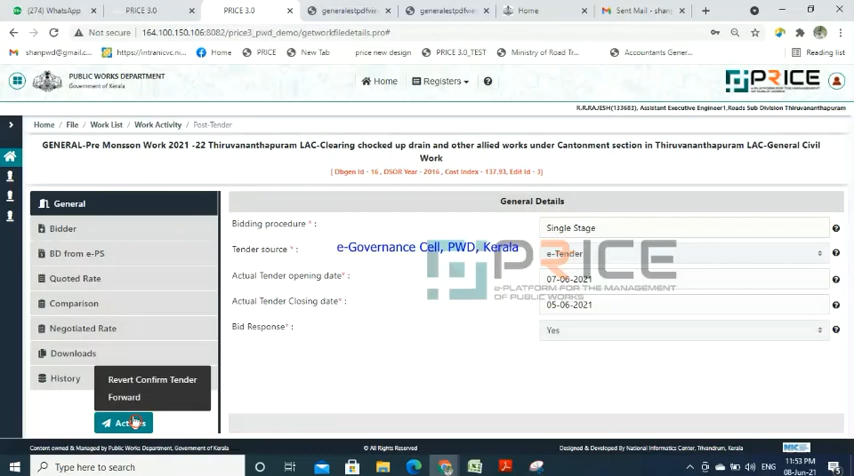 (274) WhatsApp
PRICE 3.0
PRICE 3.0
generalestpdfvie
generalestpdfvie
Home
Sent Mail - shan
Not secure 164.100.150.106:8082/price3_pwd_demo/getworkfiledetails.pro#
shanpwd@gmail.co... https://intranicvc.ni... Home PRICE New Tab price new design PRICE 3.0_TEST Ministry of Road Tr... Accountants Gener... Reading list
PUBLIC WORKS DEPARTMENT
Government of Kerala
Home Registers
PRICE
R.R.RAJESH(133683), Assistant Executive Engineer1,Roads Sub Division Thiruvananthapuram
Home / File / Work List / Work Activity / Post-Tender
GENERAL-Pre Monsson Work 2021 -22 Thiruvananthapuram LAC-Clearing chocked up drain and other allied works under Cantonment section in Thiruvananthapuram LAC-General Civil
Work
[ Dbgen Id - 16 , DSOR Year - 2016 , Cost Index - 137.93, Edit Id - 3]
General
Bidder
BD from e-PS
Quoted Rate
Comparison
Negotiated Rate
Downloads
History
Revert Confirm Tender
Forward
General Details
Bidding procedure * : Single Stage
Tender source * : e-Tender
Actual Tender opening date* : 07-06-2021
Actual Tender Closing date* : 05-06-2021
Bid Response* : Yes
e-Governance Cell, PWD, Kerala
PRICE
e-PLATFORM FOR THE MANAGEMENT
OF PUBLIC WORKS
Content owned & Managed by Public Works Department, Government of Kerala
© All Rights Reserved
Designed & Developed by National Informatics Center, Trivandrum, Kerala
NIC
Type here to search
ENG
11:53 PM
08-Jun-21